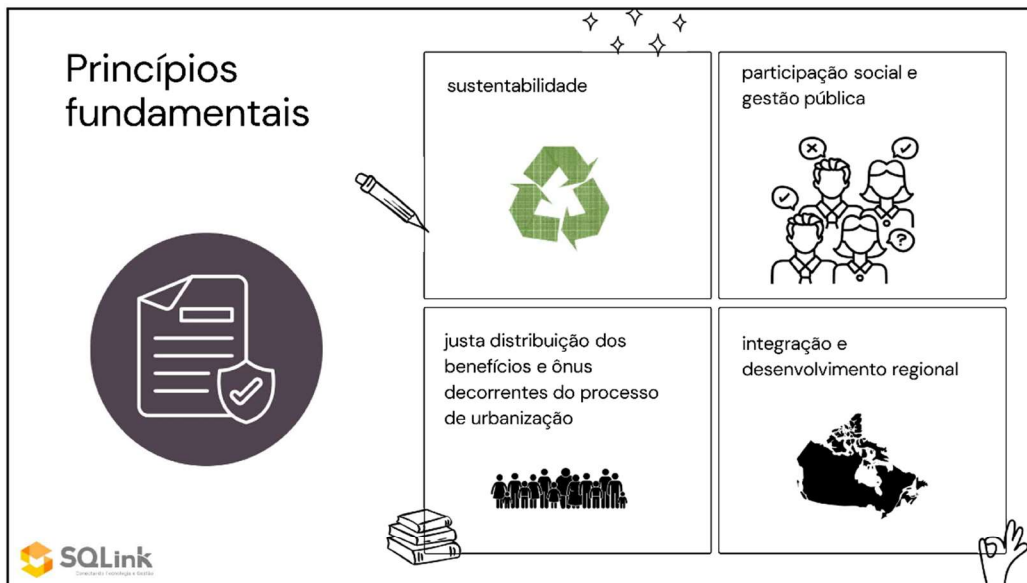 Princípios
fundamentais
sustentabilidade
participação social e
gestão pública
justa distribuição dos
benefícios e ônus
decorrentes do processo
de urbanização
integração e
desenvolvimento regional
SQLink